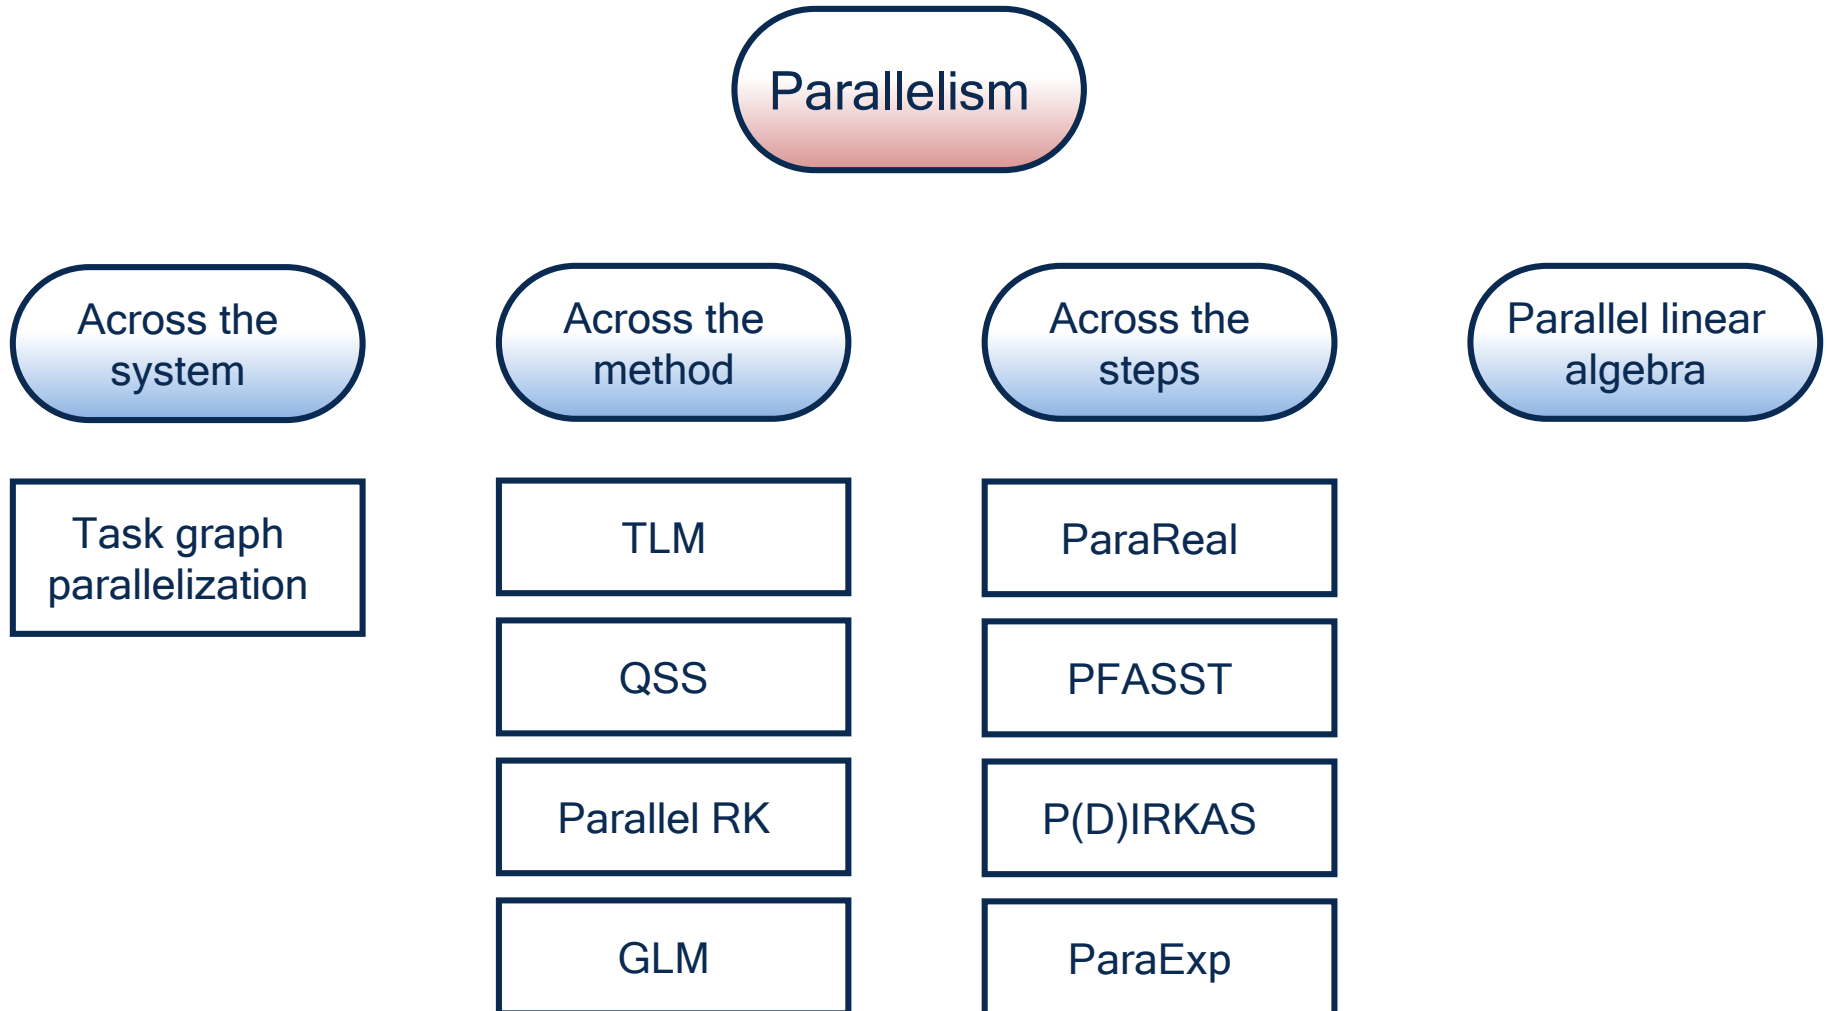 Parallelism
Across the
system
Across the
method
Across the
steps
Parallel linear
algebra
Task graph
parallelization
TLM
QSS
Parallel RK
GLM
ParaReal
PFASST
P(D)IRKAS
ParaExp